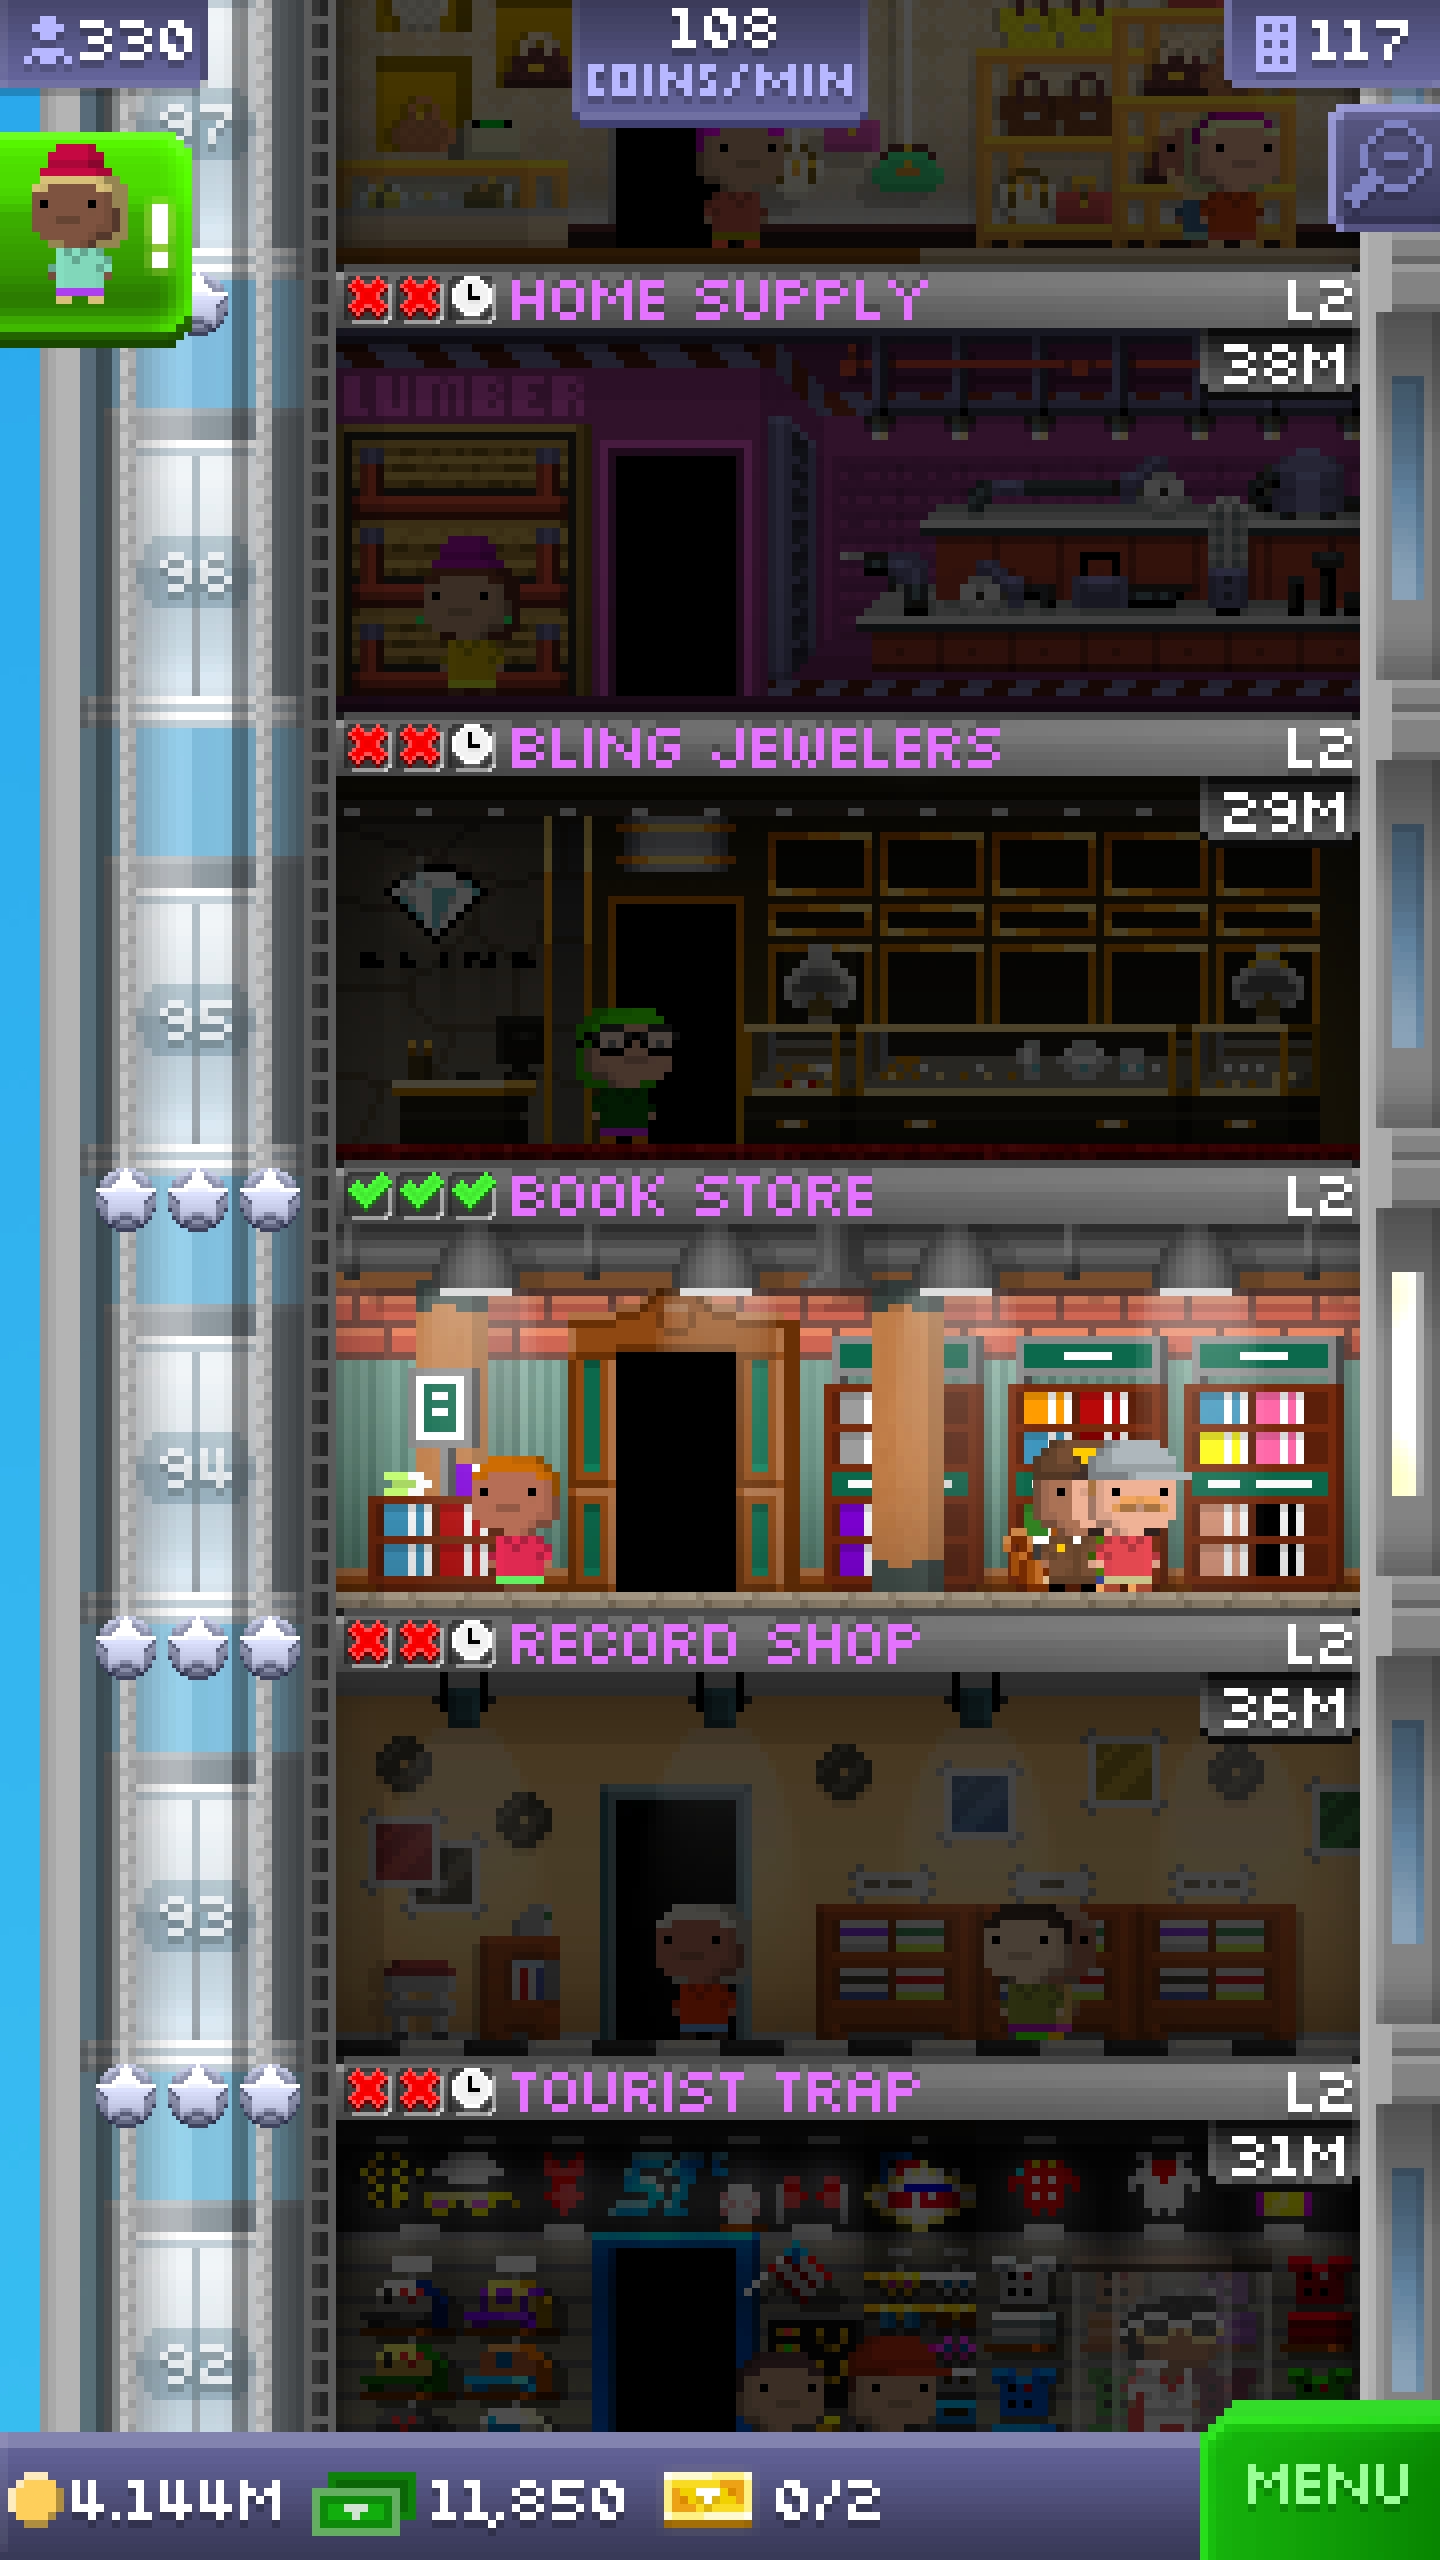 330
108
COINS/MIN
117
97
!
HOME SUPPLY L2
38M
LUMBER
96
BLING JEWELERS L2
29M
BLING
95
BOOK STORE L2
94
RECORD SHOP L2
36M
93
TOURIST TRAP L2
31M
92
4.144M 11,850 0/2
MENU